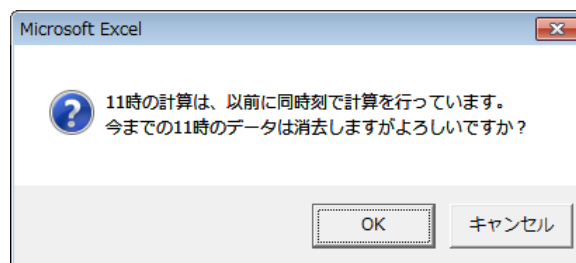 Microsoft Excel
11時の計算は、以前に同時刻で計算を行っています。
今までの11時のデータは消去しますがよろしいですか？
OK
キャンセル